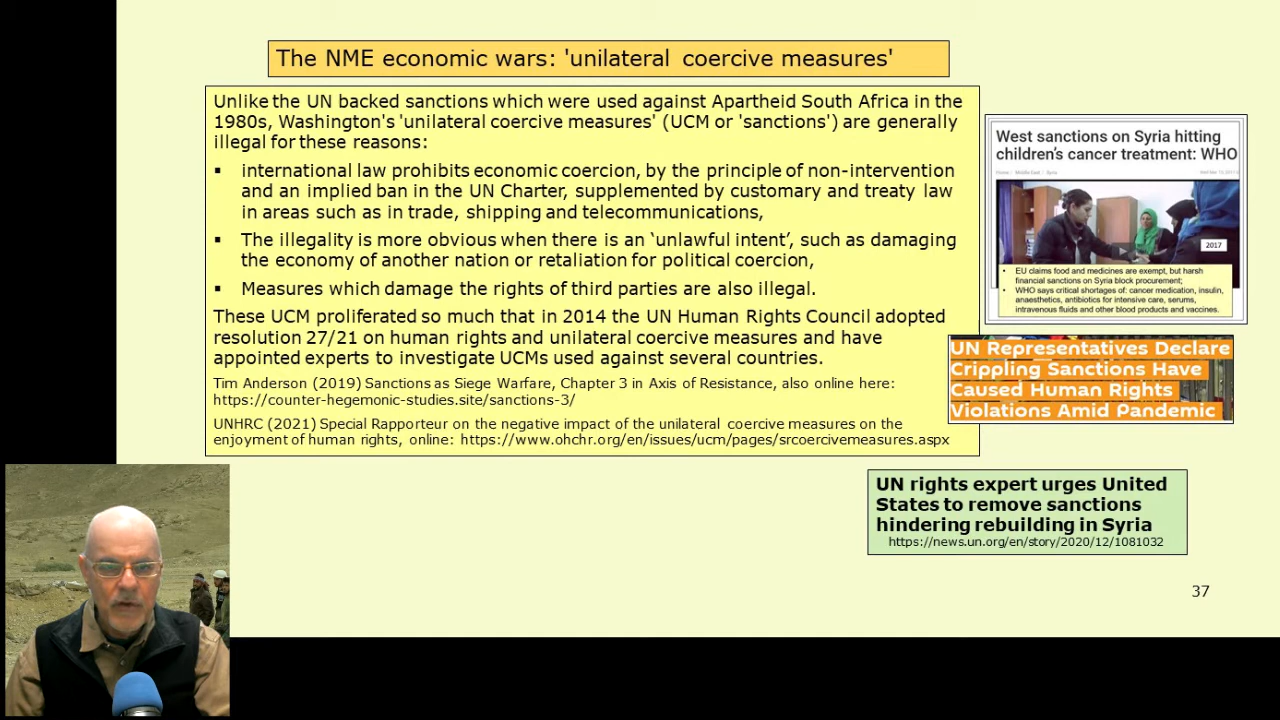 The NME economic wars: 'unilateral coercive measures'
Unlike the UN backed sanctions which were used against Apartheid South Africa in the
1980s, Washington's 'unilateral coercive measures' (UCM or 'sanctions') are generally
illegal for these reasons:
▪ international law prohibits economic coercion, by the principle of non-intervention
and an implied ban in the UN Charter, supplemented by customary and treaty law
in areas such as in trade, shipping and telecommunications,
▪ The illegality is more obvious when there is an ‘unlawful intent’, such as damaging
the economy of another nation or retaliation for political coercion,
▪ Measures which damage the rights of third parties are also illegal.
These UCM proliferated so much that in 2014 the UN Human Rights Council adopted
resolution 27/21 on human rights and unilateral coercive measures and have
appointed experts to investigate UCMs used against several countries.
Tim Anderson (2019) Sanctions as Siege Warfare, Chapter 3 in Axis of Resistance, also online here:
https://counter-hegemonic-studies.site/sanctions-3/
UNHRC (2021) Special Rapporteur on the negative impact of the unilateral coercive measures on the
enjoyment of human rights, online: https://www.ohchr.org/en/issues/ucm/pages/srcoercivemeasures.aspx
West sanctions on Syria hitting
children's cancer treatment: WHO
Home / Middle East / Syria
2017
• EU claims food and medicines are exempt, but harsh
financial sanctions on Syria block procurement;
• WHO says critical shortages of: cancer medication, insulin,
anaesthetics, antibiotics for intensive care, serums,
intravenous fluids and other blood products and vaccines.
UN Representatives Declare
Crippling Sanctions Have
Caused Human Rights
Violations Amid Pandemic
UN rights expert urges United
States to remove sanctions
hindering rebuilding in Syria
https://news.un.org/en/story/2020/12/1081032
37